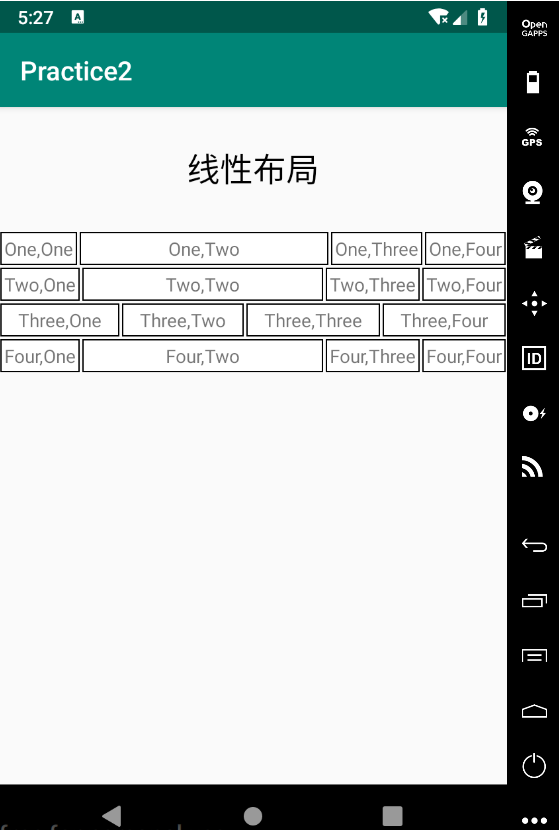 5:27 A
Open
GAPPS
Practice2
GPS
线性布局
One,One One,Two One,Three One,Four
Two,One Two,Two Two,Three Two,Four
Three,One Three,Two Three,Three Three,Four
ID
Four,One Four,Two Four,Three Four,Four